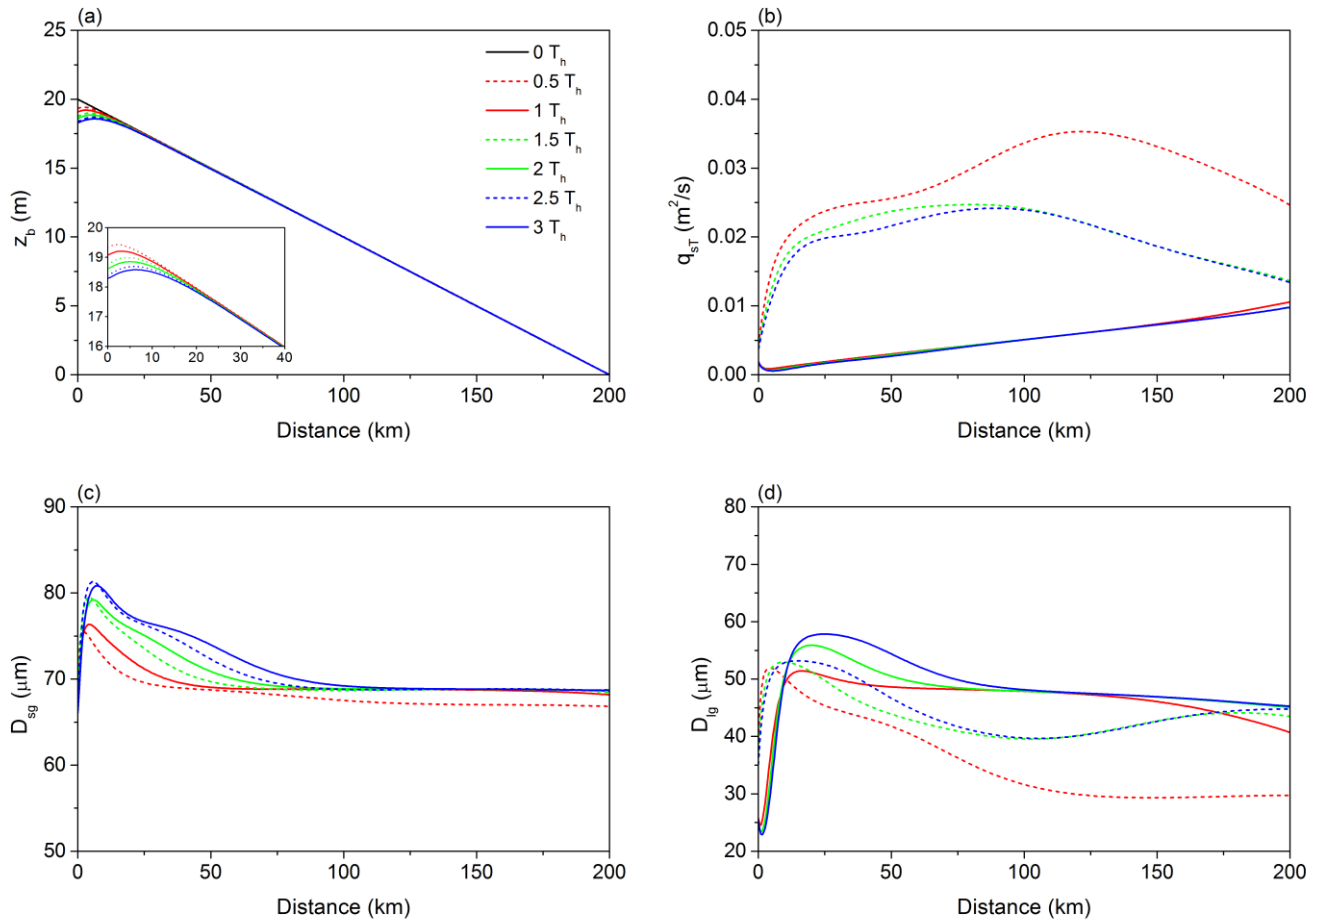 (a)
z_b (m)
25
20
15
10
5
0
0 T_h
0.5 T_h
1 T_h
1.5 T_h
2 T_h
2.5 T_h
3 T_h
20
19
18
17
16
0 10 20 30 40
0 50 100 150 200
Distance (km)
(b)
q_sT (m²/s)
0.05
0.04
0.03
0.02
0.01
0.00
0 50 100 150 200
Distance (km)
(c)
D_sg (μm)
90
80
70
60
50
0 50 100 150 200
Distance (km)
(d)
D_lg (μm)
80
70
60
50
40
30
20
0 50 100 150 200
Distance (km)